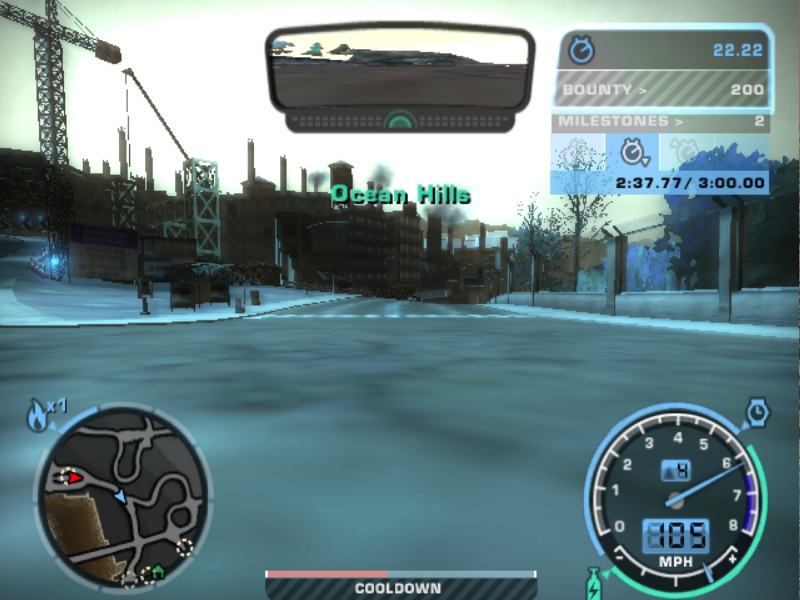 22.22
BOUNTY > 200
MILESTONES > 2
2:37.77/ 3:00.00
Ocean Hills
x1
0 1 2 3 4 5 6 7 8
4
105
MPH
- +
COOLDOWN